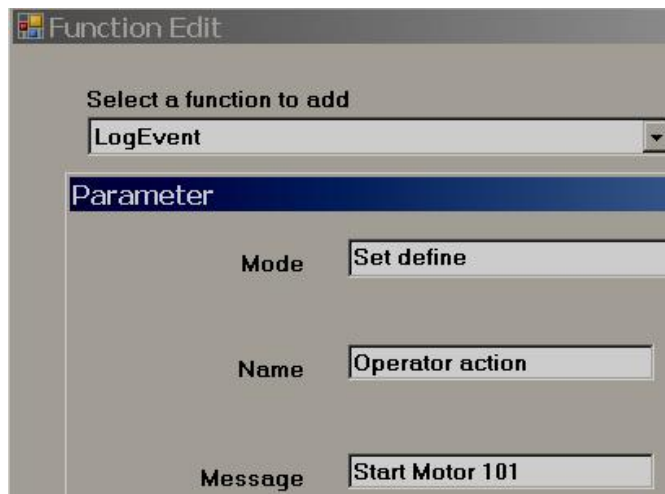 Function Edit
Select a function to add
LogEvent
Parameter
Mode Set define
Name Operator action
Message Start Motor 101